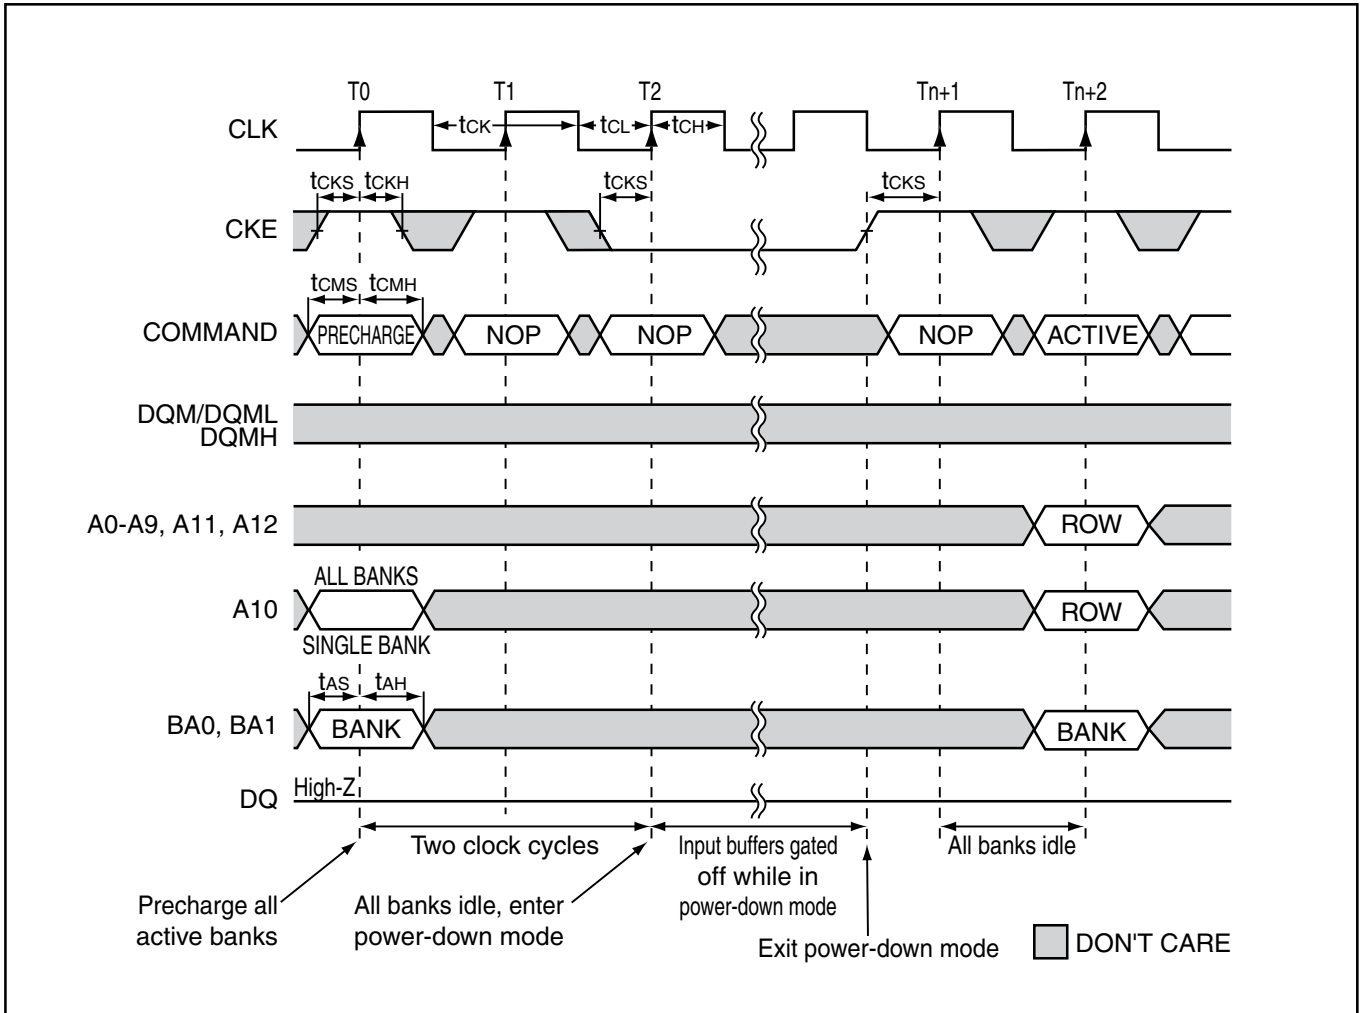 T0 T1 T2 Tn+1 Tn+2
CLK tCK tCL tCH
tCKS tCKH tCKS tCKS
CKE
tCMS tCMH
COMMAND PRECHARGE NOP NOP NOP ACTIVE
DQM/DQML
DQMH
A0-A9, A11, A12 ROW
ALL BANKS
A10 ROW
SINGLE BANK
tAS tAH
BA0, BA1 BANK BANK
DQ High-Z
Two clock cycles
Input buffers gated
off while in
power-down mode
All banks idle
Precharge all
active banks
All banks idle, enter
power-down mode
Exit power-down mode
DON'T CARE